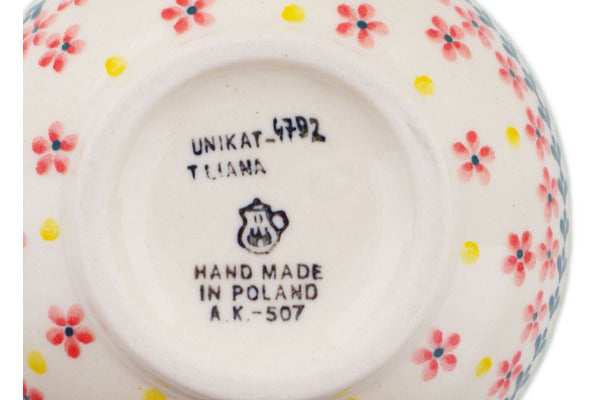 UNIKAT-4792
T.LIANA
HAND MADE
IN POLAND
A.K.-507